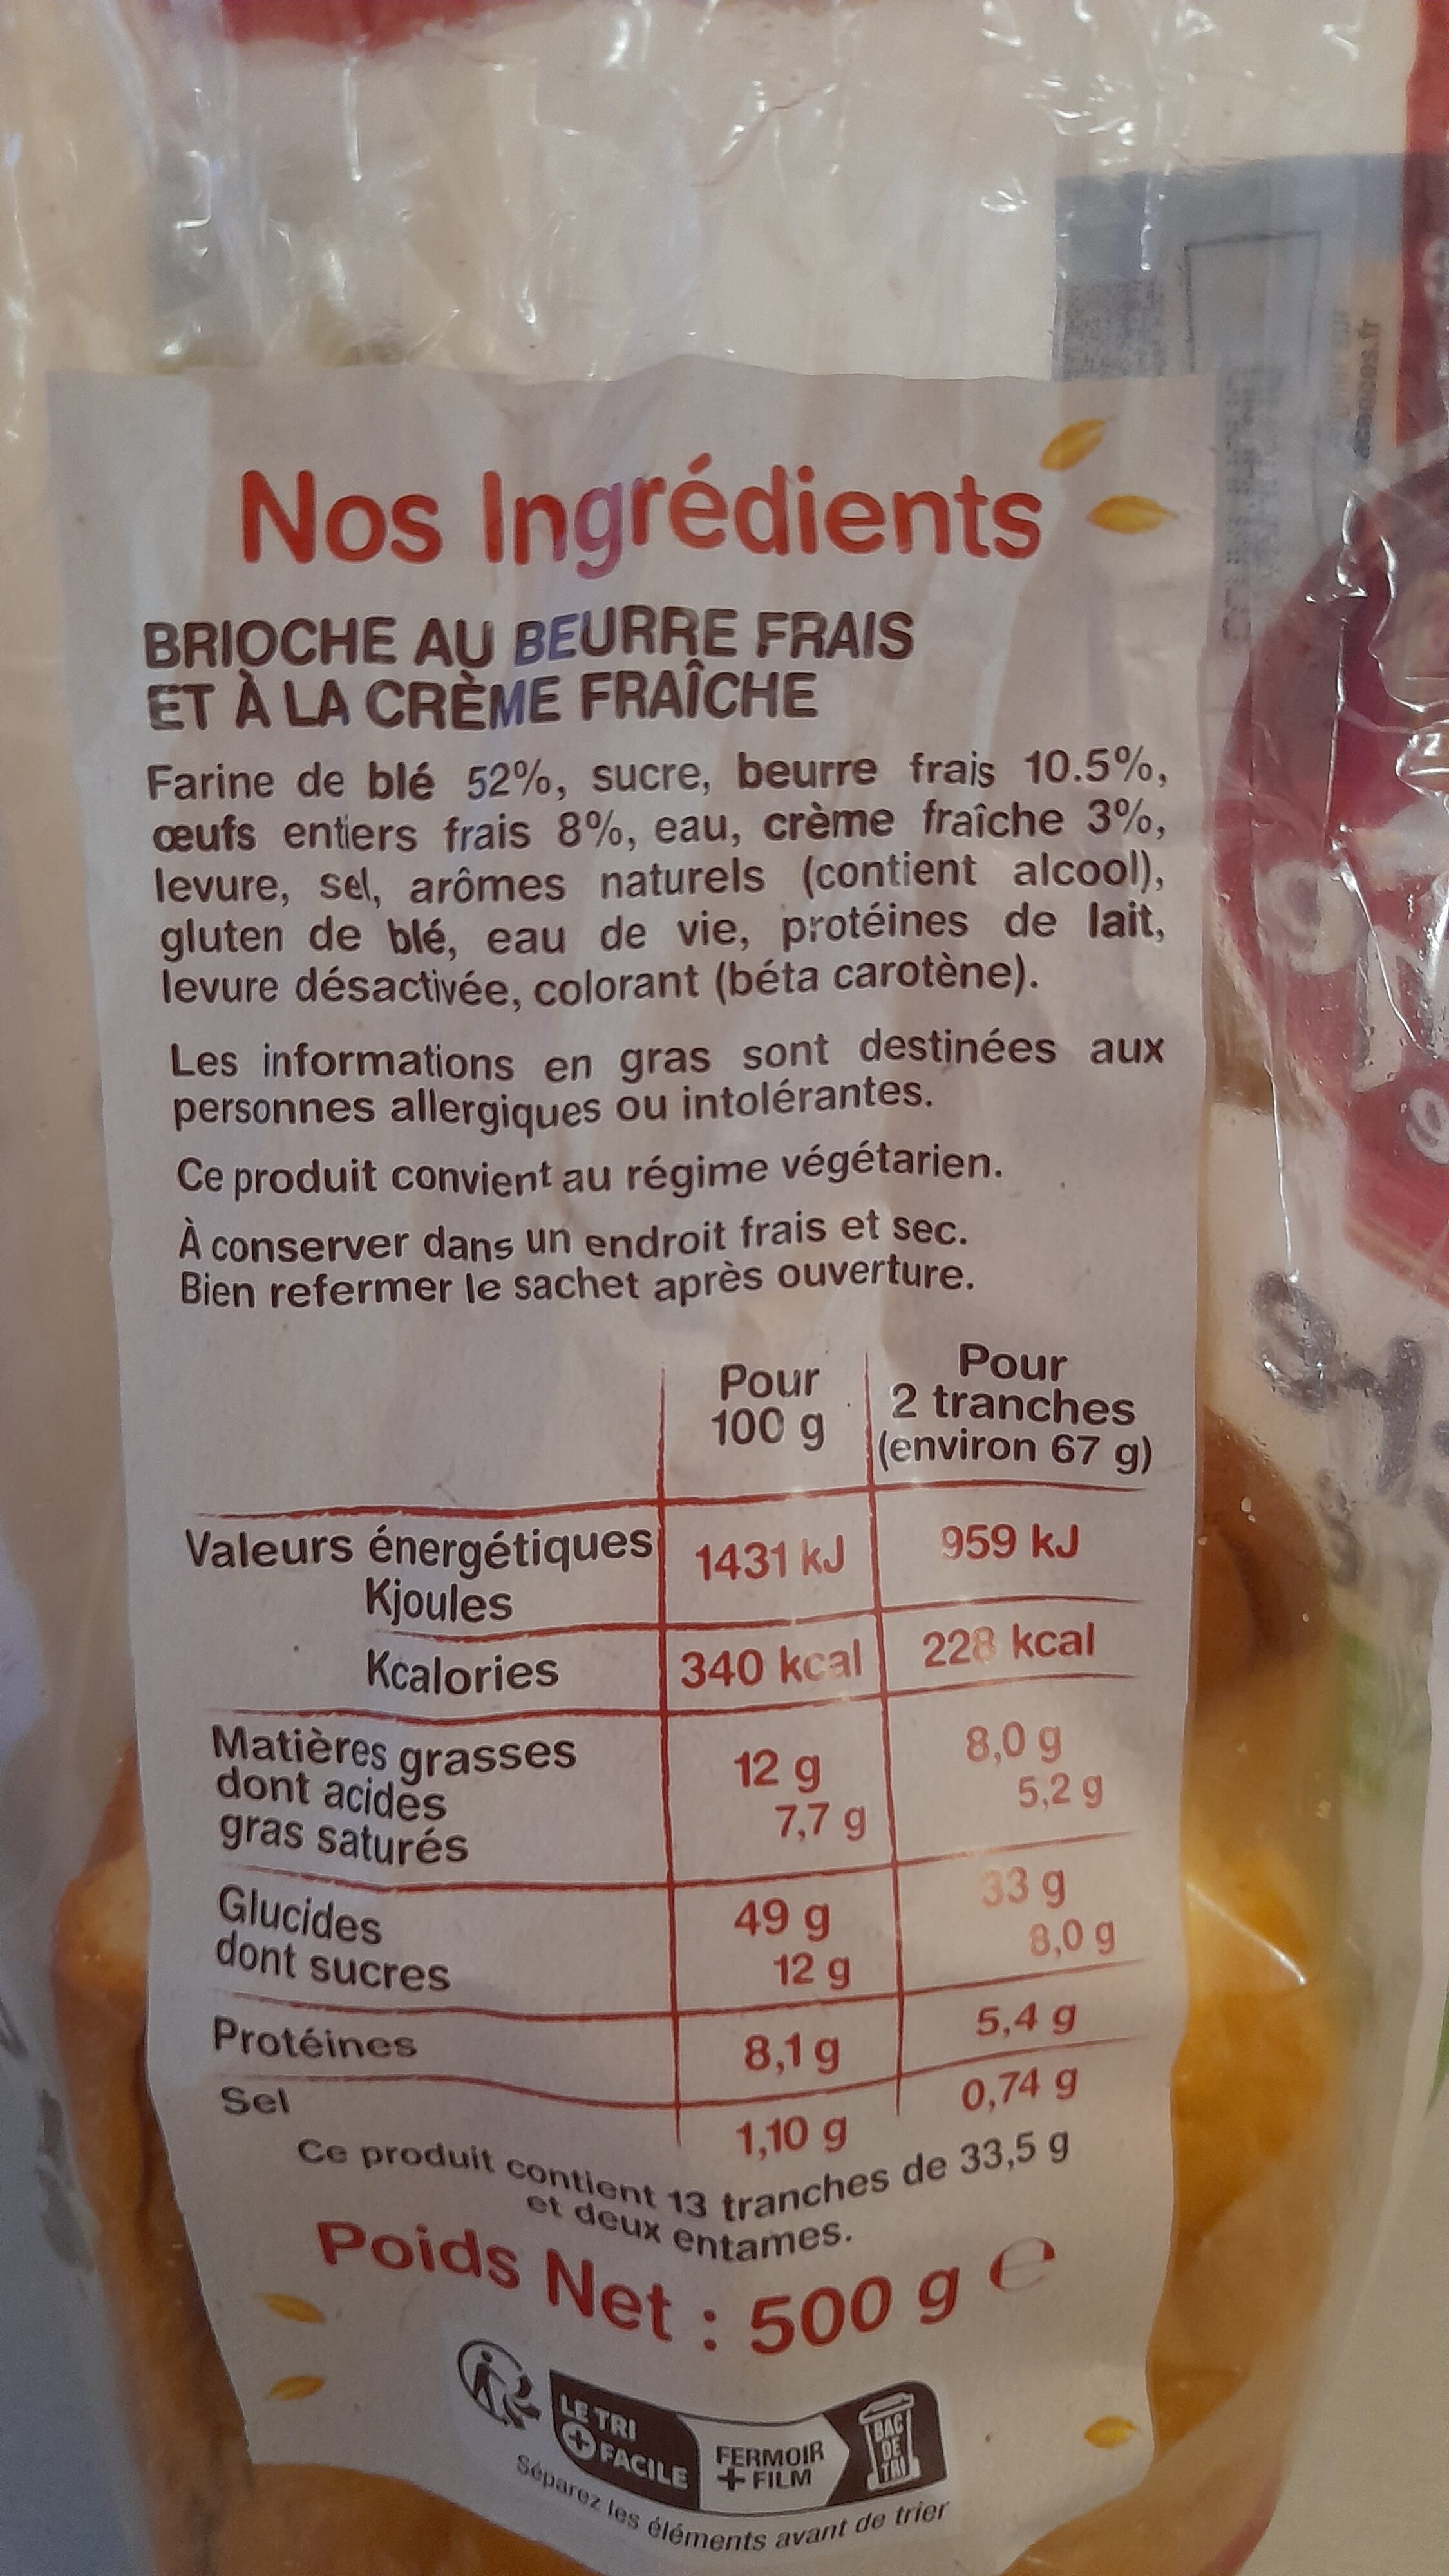 Nos Ingrédients
BRIOCHE AU BEURRE FRAIS
ET À LA CRÈME FRAÎCHE
Farine de blé 52%, sucre, beurre frais 10.5%,
œufs entiers frais 8%, eau, crème fraîche 3%,
levure, sel, arômes naturels (contient alcool),
gluten de blé, eau de vie, protéines de lait,
levure désactivée, colorant (béta carotène).
Les informations en gras sont destinées aux
personnes allergiques ou intolérantes.
Ce produit convient au régime végétarien.
À conserver dans un endroit frais et sec.
Bien refermer le sachet après ouverture.
Pour
100 g
Pour
2 tranches
(environ 67 g)
Valeurs énergétiques
Kjoules
1431 kJ
959 kJ
Kcalories
340 kcal
228 kcal
Matières grasses
dont acides
gras saturés
12 g
7,7 g
8,0 g
5,2 g
Glucides
dont sucres
49 g
12 g
33 g
8,0 g
Protéines
8,1 g
5,4 g
Sel
1,10 g
0,74 g
Ce produit contient 13 tranches de 33,5 g
et deux entames.
Poids Net : 500 g e
LE TRI
+ FACILE
FERMOIR
+ FILM
BAC
DE
TRI
Séparez les éléments avant de trier